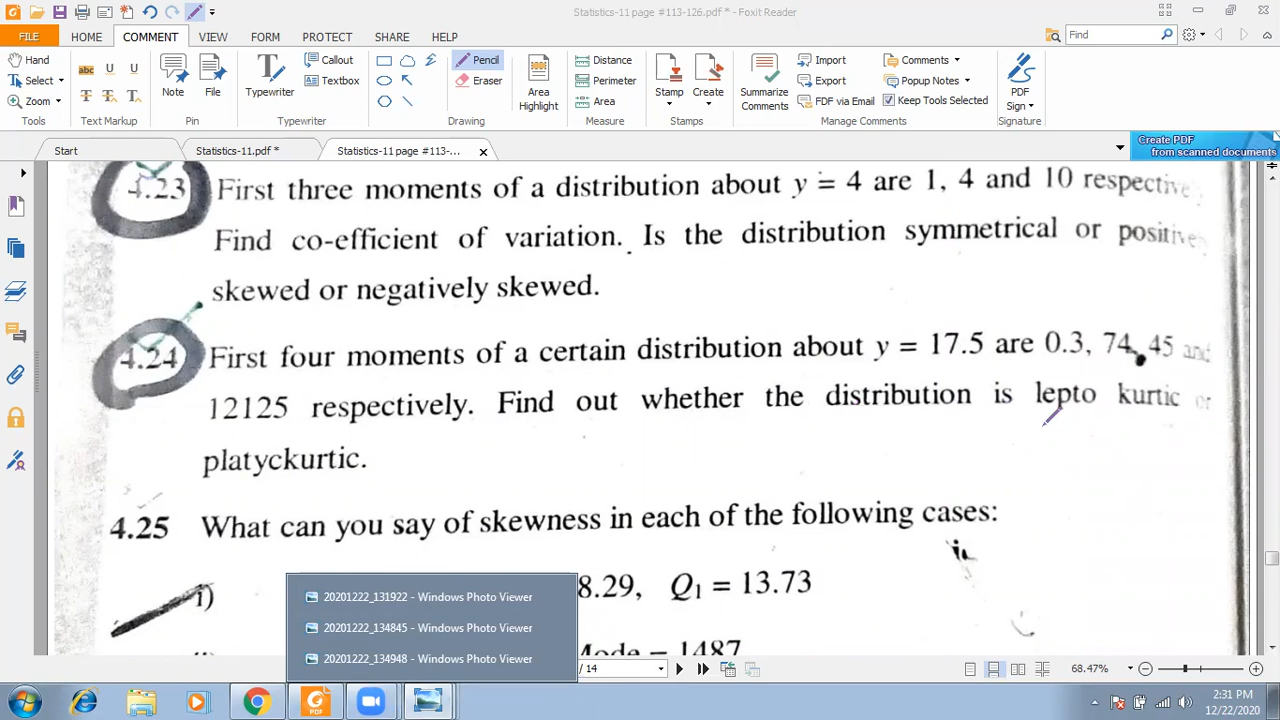 Statistics-11 page #113-126.pdf * - Foxit Reader
FILE HOME COMMENT VIEW FORM PROTECT SHARE HELP
Find
Hand
Select
Zoom
Tools
abc U U
T T T
Text Markup
Note File
Pin
Typewriter
Callout
Textbox
Typewriter
Pencil
Eraser
Area Highlight
Drawing
Distance
Perimeter
Area
Measure
Stamp Create
Stamps
Summarize Comments
Import
Export
FDF via Email
Comments
Popup Notes
Keep Tools Selected
Manage Comments
PDF Sign
Signature
Start
Statistics-11.pdf *
Statistics-11 page #113-...
Create PDF
from scanned documents
4.23 First three moments of a distribution about y = 4 are 1, 4 and 10
Find co-efficient of variation. Is the distribution symmetrical or
skewed or negatively skewed.
4.24 First four moments of a certain distribution about y = 17.5 are 0.3, 74, 45 and
12125 respectively. Find out whether the distribution is lepto kurtic or
platyckurtic.
4.25 What can you say of skewness in each of the following cases:
i) 8.29, Q1 = 13.73
Mode = 1487
20201222_131922 - Windows Photo Viewer
20201222_134845 - Windows Photo Viewer
20201222_134948 - Windows Photo Viewer
/ 14
68.47%
PDF
2:31 PM
12/22/2020